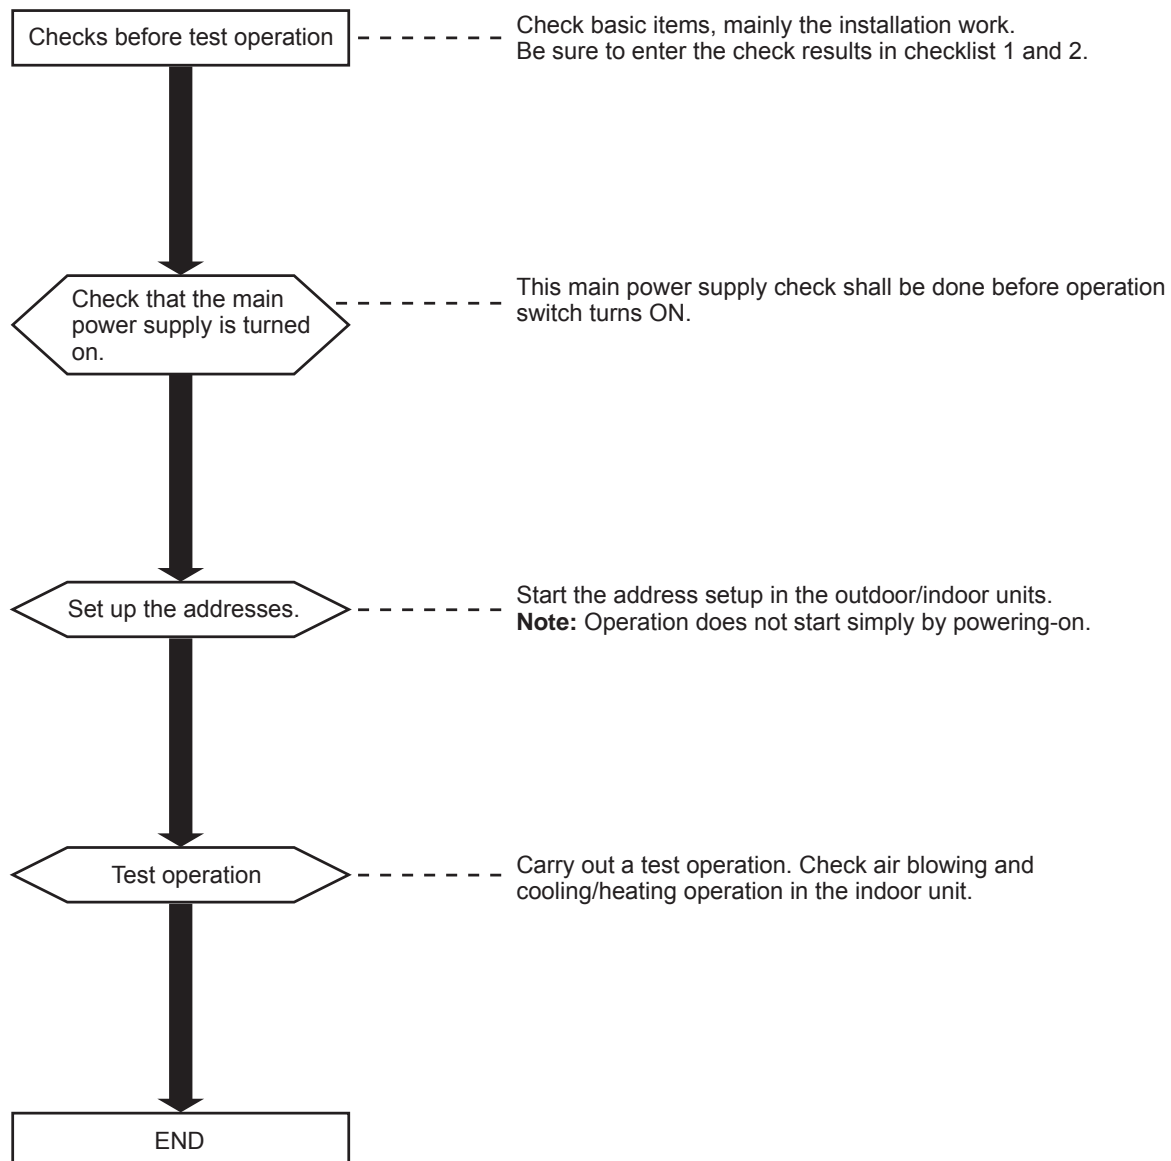 Checks before test operation
Check basic items, mainly the installation work.
Be sure to enter the check results in checklist 1 and 2.
Check that the main
power supply is turned
on.
This main power supply check shall be done before operation
switch turns ON.
Set up the addresses.
Start the address setup in the outdoor/indoor units.
Note: Operation does not start simply by powering-on.
Test operation
Carry out a test operation. Check air blowing and
cooling/heating operation in the indoor unit.
END